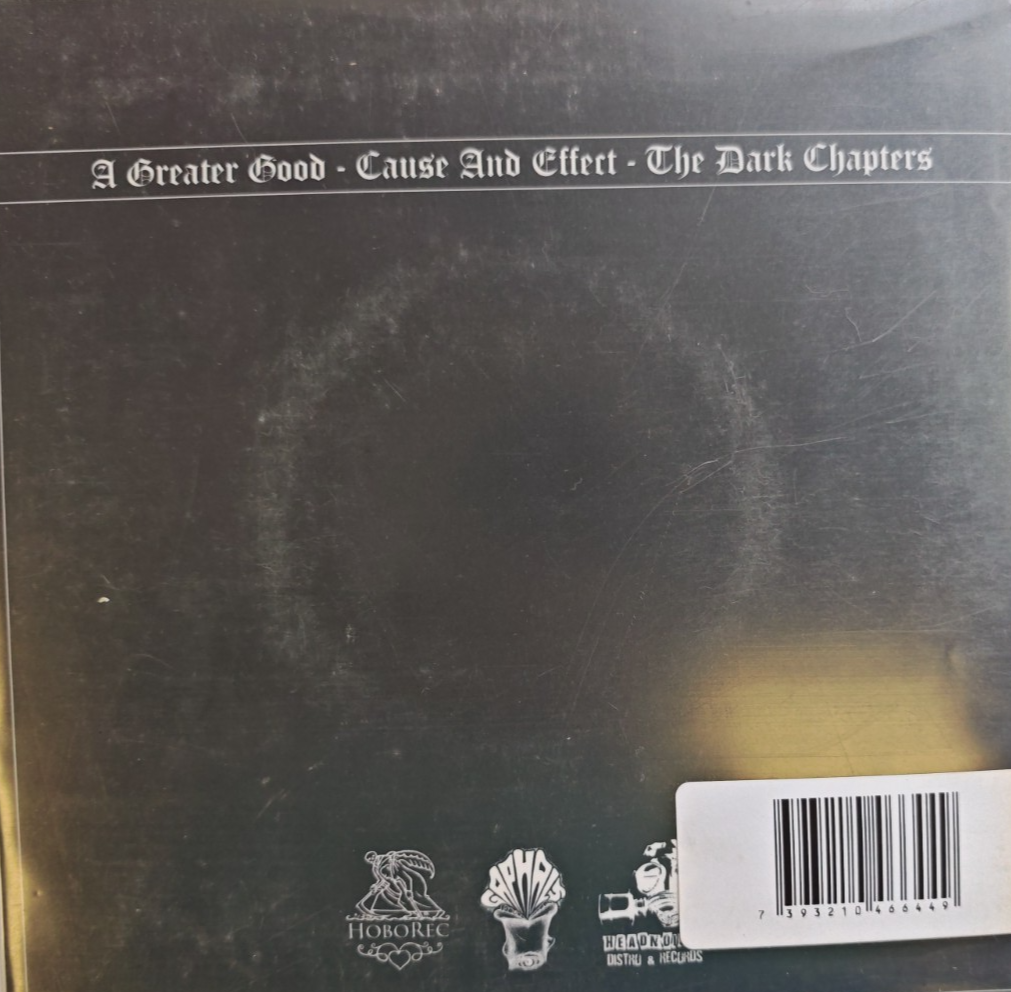 A Greater Good - Cause And Effect - The Dark Chapters
HOBOREC
DISTRO & RECORDS
7 393210 466449